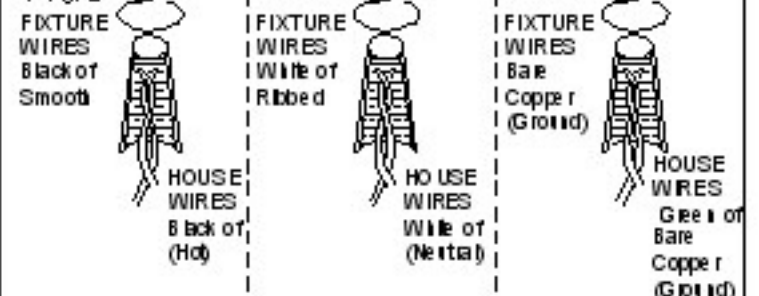 FIXTURE
WIRES
Black of
Smooth
HOUSE
WIRES
Black of
(Hot)
FIXTURE
WIRES
White of
Ribbed
HOUSE
WIRES
White of
(Neutral)
FIXTURE
WIRES
Bare
Copper
(Ground)
HOUSE
WIRES
Green of
Bare
Copper
(Ground)